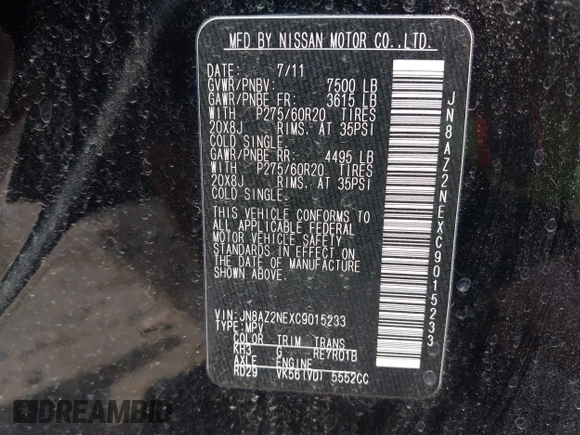 MFD BY NISSAN MOTOR CO.,LTD.
DATE: 7/11
GVWR/PNBV: 7500 LB
GAWR/PNBE FR: 3615 LB
WITH P275/60R20 TIRES
20X8J RIMS. AT 35PSI
COLD SINGLE.
GAWR/PNBE RR: 4495 LB
WITH P275/60R20 TIRES
20X8J RIMS. AT 35PSI
COLD SINGLE.
THIS VEHICLE CONFORMS TO
ALL APPLICABLE FEDERAL
MOTOR VEHICLE SAFETY
STANDARDS IN EFFECT ON
THE DATE OF MANUFACTURE
SHOWN ABOVE.
VIN: JN8AZ2NEXC9015233
TYPE: MPV
COLOR TRIM TRANS
KH3 G RE7R01B
AXLE ENGINE
RD29 VK56(VD) 5552CC
JN8AZ2NEXC9015233
DREAMBID